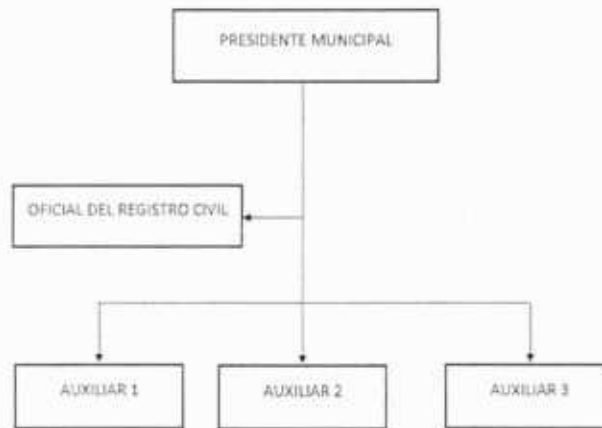 PRESIDENTE MUNICIPAL
OFICIAL DEL REGISTRO CIVIL
AUXILIAR 1
AUXILIAR 2
AUXILIAR 3